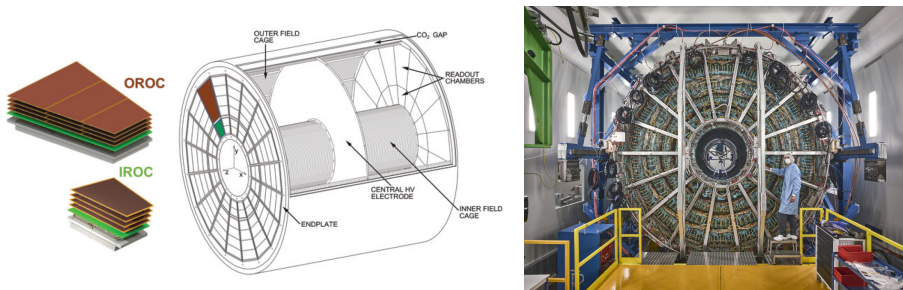 OROC
IROC
OUTER FIELD
CAGE
CO₂ GAP
READOUT
CHAMBERS
y
x
z
CENTRAL HV
ELECTRODE
INNER FIELD
CAGE
ENDPLATE